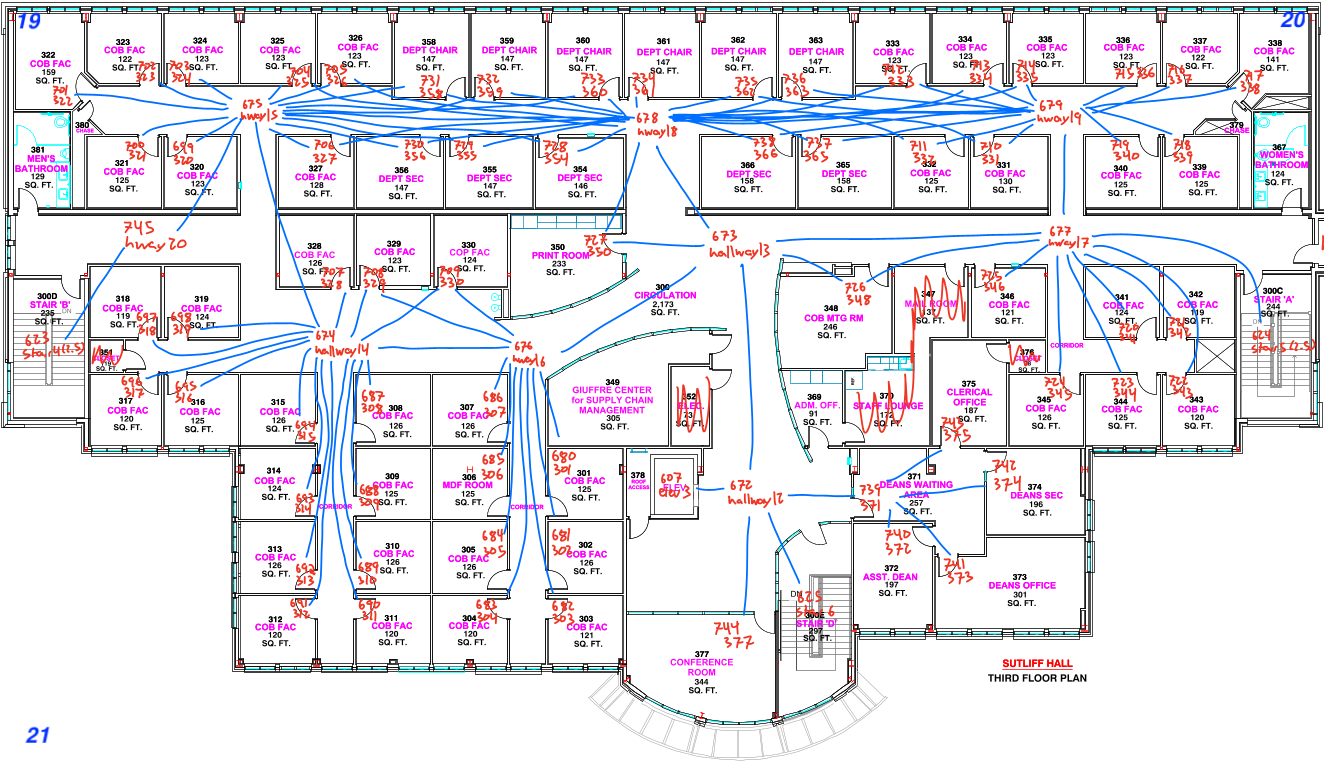 19
20
322
COB FAC
159
SQ. FT.
701
322
323
COB FAC
122
SQ. FT.
702
323
324
COB FAC
123
SQ. FT.
703
324
325
COB FAC
123
SQ. FT.
704
325
326
COB FAC
123
SQ. FT.
705
326
358
DEPT CHAIR
147
SQ. FT.
731
358
359
DEPT CHAIR
147
SQ. FT.
732
359
360
DEPT CHAIR
147
SQ. FT.
733
360
361
DEPT CHAIR
147
SQ. FT.
734
361
362
DEPT CHAIR
147
SQ. FT.
735
362
363
DEPT CHAIR
147
SQ. FT.
736
363
333
COB FAC
123
SQ. FT.
333
334
COB FAC
123
SQ. FT.
713
334
335
COB FAC
123
SQ. FT.
714
335
336
COB FAC
123
SQ. FT.
715 336
337
COB FAC
122
SQ. FT.
716
337
338
COB FAC
141
SQ. FT.
717
338
675
hway15
678
hway18
679
hway19
380
CHASE
379
CHASE
381
MEN'S
BATHROOM
129
SQ. FT.
321
COB FAC
125
SQ. FT.
700
321
320
COB FAC
123
SQ. FT.
699
320
327
COB FAC
128
SQ. FT.
706
327
356
DEPT SEC
147
SQ. FT.
730
356
355
DEPT SEC
147
SQ. FT.
729
355
354
DEPT SEC
146
SQ. FT.
728
354
366
DEPT SEC
158
SQ. FT.
738
366
365
DEPT SEC
158
SQ. FT.
737
365
332
COB FAC
125
SQ. FT.
711
332
331
COB FAC
130
SQ. FT.
710
331
340
COB FAC
125
SQ. FT.
719
340
339
COB FAC
125
SQ. FT.
718
339
367
WOMEN'S
BATHROOM
124
SQ. FT.
745
hway20
328
COB FAC
126
SQ. FT.
707
328
329
COB FAC
123
SQ. FT.
708
329
330
COP FAC
124
SQ. FT.
709
330
350
PRINT ROOM
233
SQ. FT.
727
350
673
hallway13
677
hway17
300
CIRCULATION
2,173
SQ. FT.
300D
STAIR 'B'
235
SQ. FT.
DN
623
318
COB FAC
119
SQ. FT.
697
318
319
COB FAC
124
SQ. FT.
698
319
674
hallway14
676
hway16
348
COB MTG RM
246
SQ. FT.
726
348
347
MAIL ROOM
137
SQ. FT.
346
COB FAC
121
SQ. FT.
725
346
341
COB FAC
124
SQ. FT.
720
341
342
COB FAC
119
SQ. FT.
721
342
300C
STAIR 'A'
244
SQ. FT.
DN
624
CORRIDOR
351
SQ. FT.
376
CLOSET
SQ. FT.
317
COB FAC
120
SQ. FT.
696
317
316
COB FAC
125
SQ. FT.
695
316
315
COB FAC
126
SQ. FT.
694
315
308
COB FAC
126
SQ. FT.
687
308
307
COB FAC
126
SQ. FT.
686
307
349
GIUFFRE CENTER
for SUPPLY CHAIN
MANAGEMENT
305
SQ. FT.
352
ELEC.
73
SQ. FT.
369
ADM. OFF.
91
SQ. FT.
REF
370
STAFF LOUNGE
172
SQ. FT.
375
CLERICAL
OFFICE
187
SQ. FT.
743
375
345
COB FAC
126
SQ. FT.
724
345
344
COB FAC
125
SQ. FT.
723
344
343
COB FAC
120
SQ. FT.
722
343
314
COB FAC
124
SQ. FT.
693
314
309
COB FAC
125
SQ. FT.
688
309
306
MDF ROOM
125
SQ. FT.
685
306
301
COB FAC
125
SQ. FT.
680
301
CORRIDOR
CORRIDOR
378
ROOF
ACCESS
607
ELEV.
672
hallway12
371
DEANS WAITING
AREA
257
SQ. FT.
739
371
374
DEANS SEC
196
SQ. FT.
742
374
313
COB FAC
126
SQ. FT.
692
313
310
COB FAC
126
SQ. FT.
689
310
305
COB FAC
126
SQ. FT.
684
305
302
COB FAC
126
SQ. FT.
681
302
740
372
372
ASST. DEAN
197
SQ. FT.
741
373
373
DEANS OFFICE
301
SQ. FT.
312
COB FAC
120
SQ. FT.
691
312
311
COB FAC
120
SQ. FT.
690
311
304
COB FAC
120
SQ. FT.
683
304
303
COB FAC
121
SQ. FT.
682
303
744
377
377
CONFERENCE
ROOM
344
SQ. FT.
DN
625
300E
STAIR 'D'
297
SQ. FT.
SUTLIFF HALL
THIRD FLOOR PLAN
21